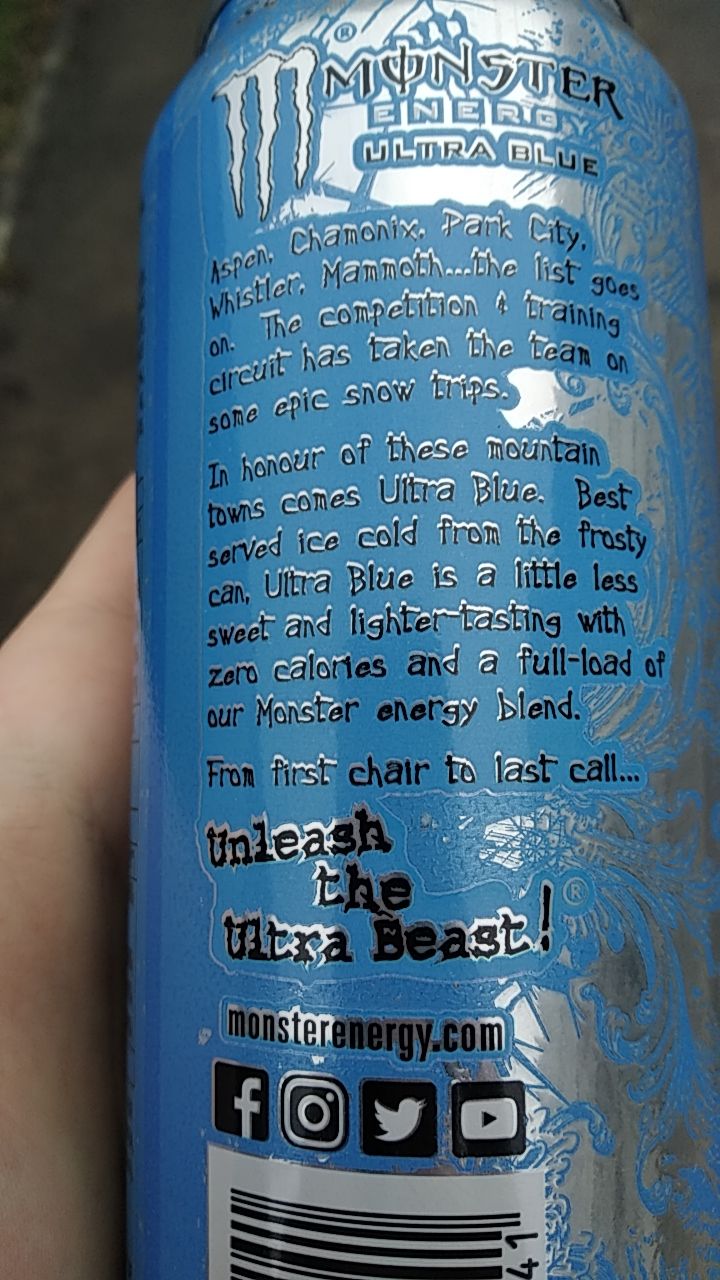 MONSTER
ENERGY
ULTRA BLUE
Aspen, Chamonix, Park City,
Whistler, Mammoth...the list goes
on. The competition & training
circuit has taken the team on
some epic snow trips.
In honour of these mountain
towns comes Ultra Blue. Best
served ice cold from the frosty
can, Ultra Blue is a little less
sweet and lighter-tasting with
zero calories and a full-load of
our Monster energy blend.
From first chair to last call...
Unleash
the
Ultra Beast!®
monsterenergy.com
41